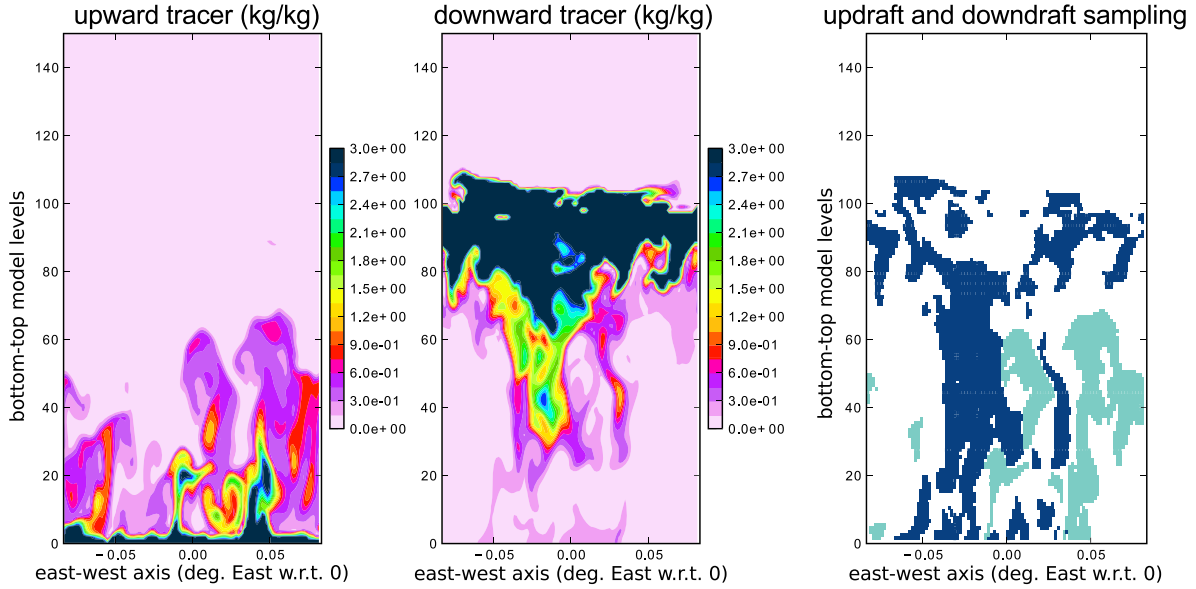 upward tracer (kg/kg)
downward tracer (kg/kg)
updraft and downdraft sampling
bottom-top model levels
140
120
100
80
60
40
20
0
−0.05
0.00
0.05
east-west axis (deg. East w.r.t. 0)
3.0e+ 00
2.7e+ 00
2.4e+ 00
2.1e+ 00
1.8e+ 00
1.5e+ 00
1.2e+ 00
9.0e-01
6.0e-01
3.0e-01
0.0e+ 00
140
120
100
80
60
40
20
0
−0.05
0.00
0.05
east-west axis (deg. East w.r.t. 0)
3.0e+ 00
2.7e+ 00
2.4e+ 00
2.1e+ 00
1.8e+ 00
1.5e+ 00
1.2e+ 00
9.0e-01
6.0e-01
3.0e-01
0.0e+ 00
bottom-top model levels
140
120
100
80
60
40
20
0
−0.05
0.00
0.05
east-west axis (deg. East w.r.t. 0)